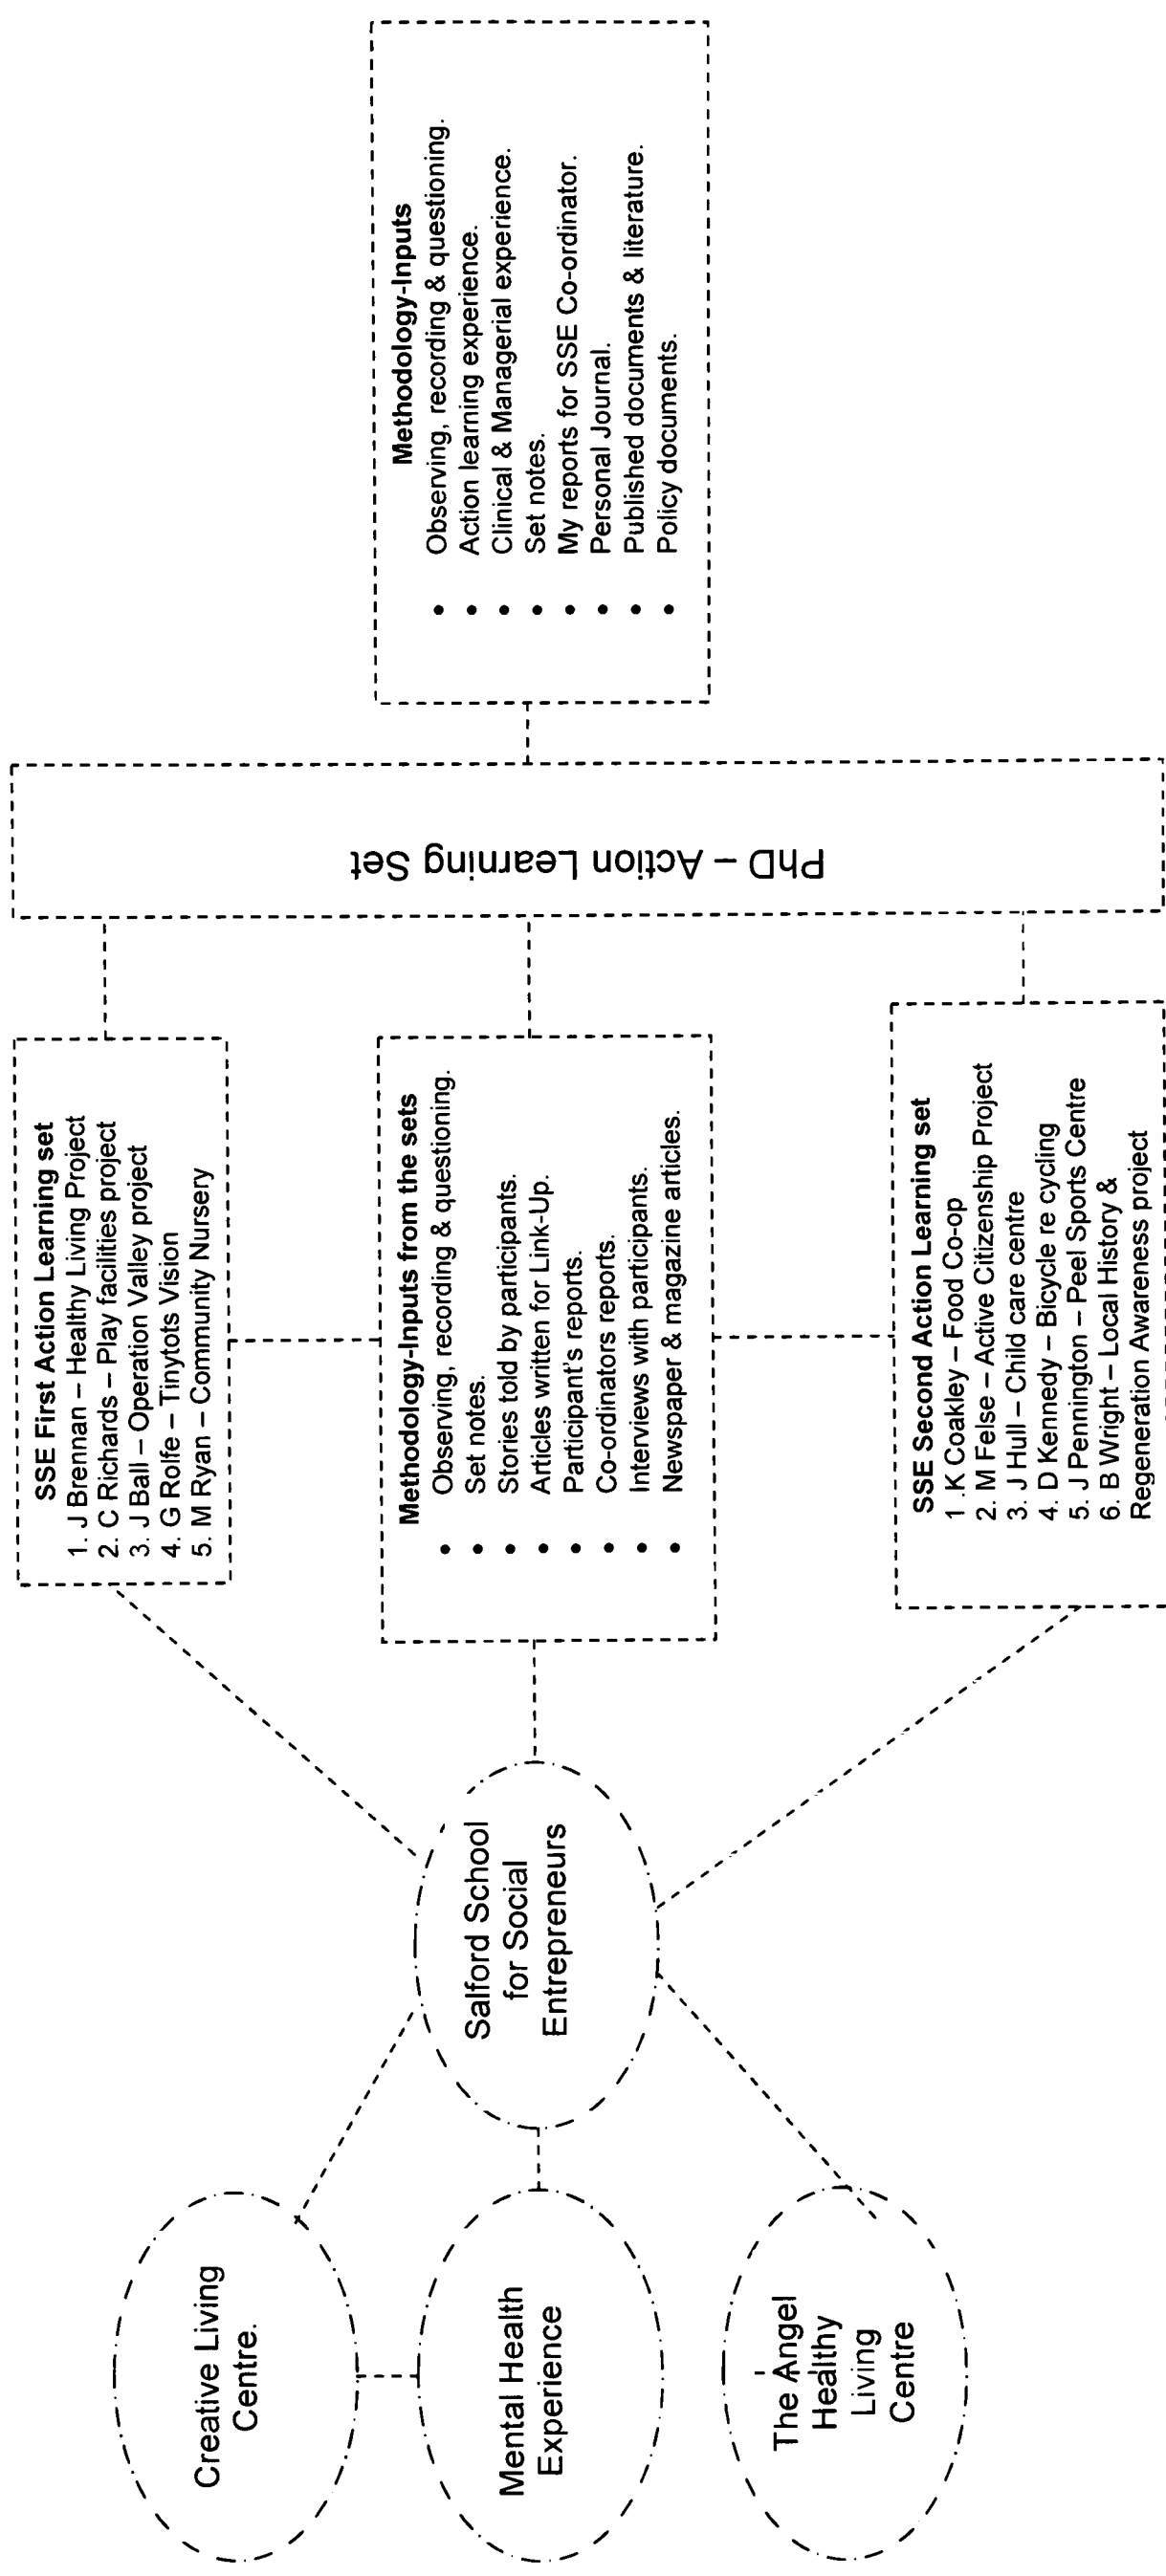 Creative Living
Centre.
Mental Health
Experience
The Angel
Healthy
Living
Centre
Salford School
for Social
Entrepreneurs
SSE First Action Learning set
1. J Brennan – Healthy Living Project
2. C Richards – Play facilities project
3. J Ball – Operation Valley project
4. G Rolfe – Tinytots Vision
5. M Ryan – Community Nursery
Methodology-Inputs from the sets
• Observing, recording & questioning.
• Set notes.
• Stories told by participants.
• Articles written for Link-Up.
• Participant's reports.
• Co-ordinators reports.
• Interviews with participants.
• Newspaper & magazine articles.
SSE Second Action Learning set
1 .K Coakley – Food Co-op
2. M Felse – Active Citizenship Project
3. J Hull – Child care centre
4. D Kennedy – Bicycle re cycling
5. J Pennington – Peel Sports Centre
6. B Wright – Local History &
Regeneration Awareness project
PhD – Action Learning Set
Methodology-Inputs
• Observing, recording & questioning.
• Action learning experience.
• Clinical & Managerial experience.
• Set notes.
• My reports for SSE Co-ordinator.
• Personal Journal.
• Published documents & literature.
• Policy documents.